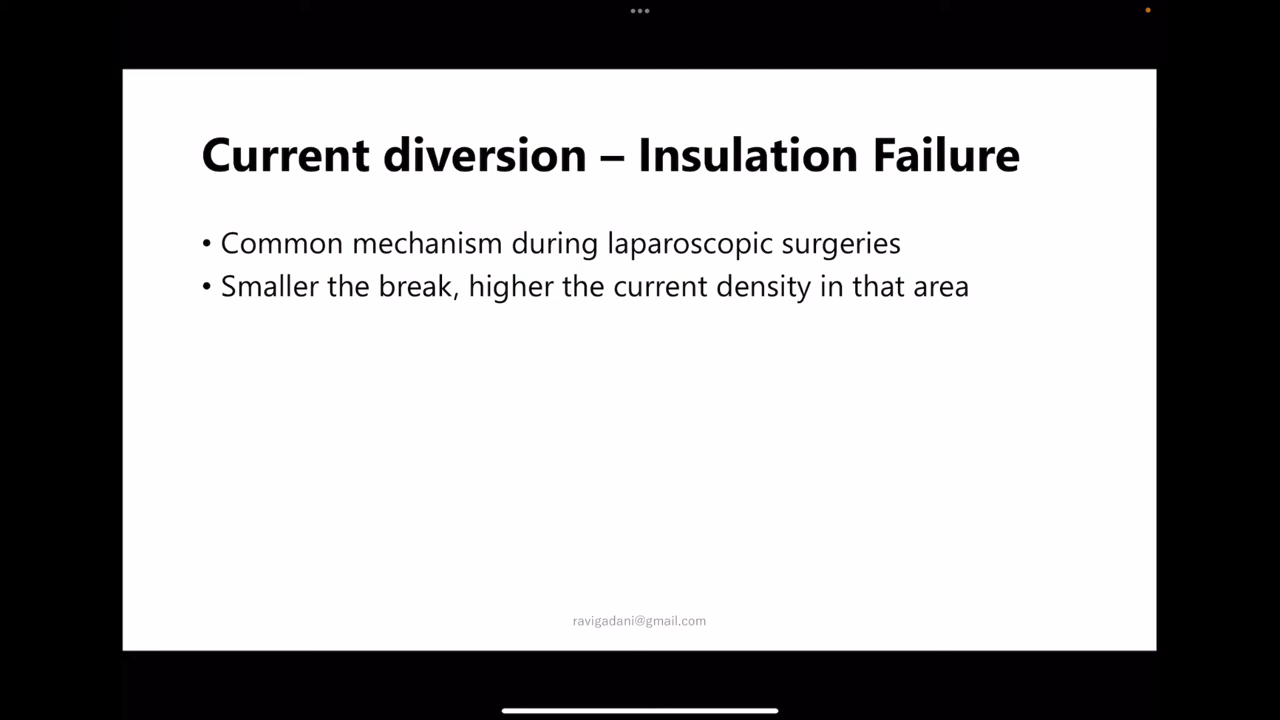 Current diversion – Insulation Failure
• Common mechanism during laparoscopic surgeries
• Smaller the break, higher the current density in that area
ravigadani@gmail.com